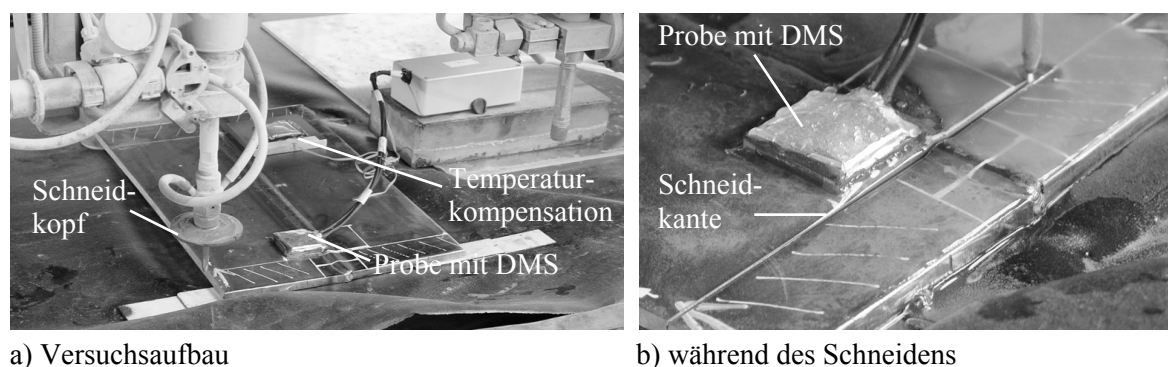 Schneid-
kopf
Temperatur-
kompensation
Probe mit DMS
a) Versuchsaufbau
Probe mit DMS
Schneid-
kante
b) während des Schneidens